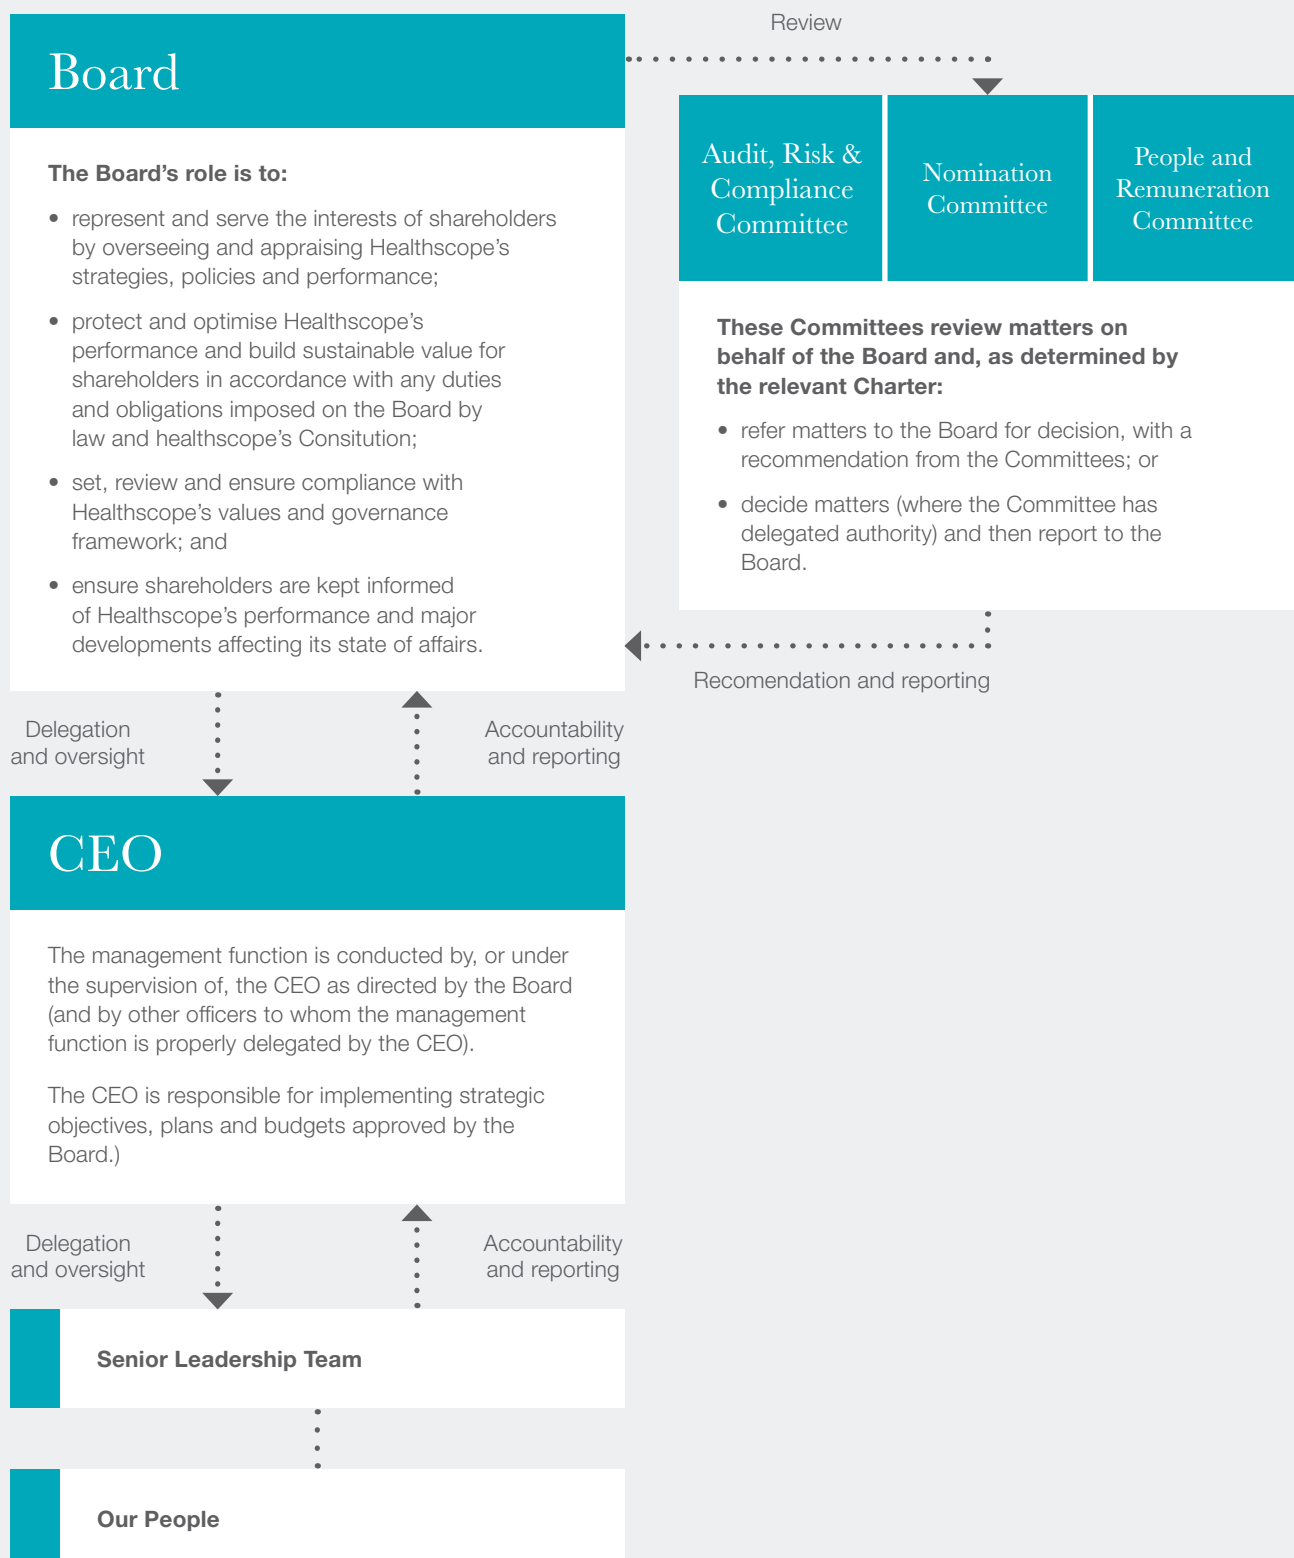 Board
The Board’s role is to:
• represent and serve the interests of shareholders
by overseeing and appraising Healthscope’s
strategies, policies and performance;
• protect and optimise Healthscope’s
performance and build sustainable value for
shareholders in accordance with any duties
and obligations imposed on the Board by
law and healthscope’s Consitution;
• set, review and ensure compliance with
Healthscope’s values and governance
framework; and
• ensure shareholders are kept informed
of Healthscope’s performance and major
developments affecting its state of affairs.
Review
Audit, Risk &
Compliance
Committee
Nomination
Committee
People and
Remuneration
Committee
These Committees review matters on
behalf of the Board and, as determined by
the relevant Charter:
• refer matters to the Board for decision, with a
recommendation from the Committees; or
• decide matters (where the Committee has
delegated authority) and then report to the
Board.
Recomendation and reporting
Delegation
and oversight
Accountability
and reporting
CEO
The management function is conducted by, or under
the supervision of, the CEO as directed by the Board
(and by other officers to whom the management
function is properly delegated by the CEO).
The CEO is responsible for implementing strategic
objectives, plans and budgets approved by the
Board.)
Delegation
and oversight
Accountability
and reporting
Senior Leadership Team
Our People